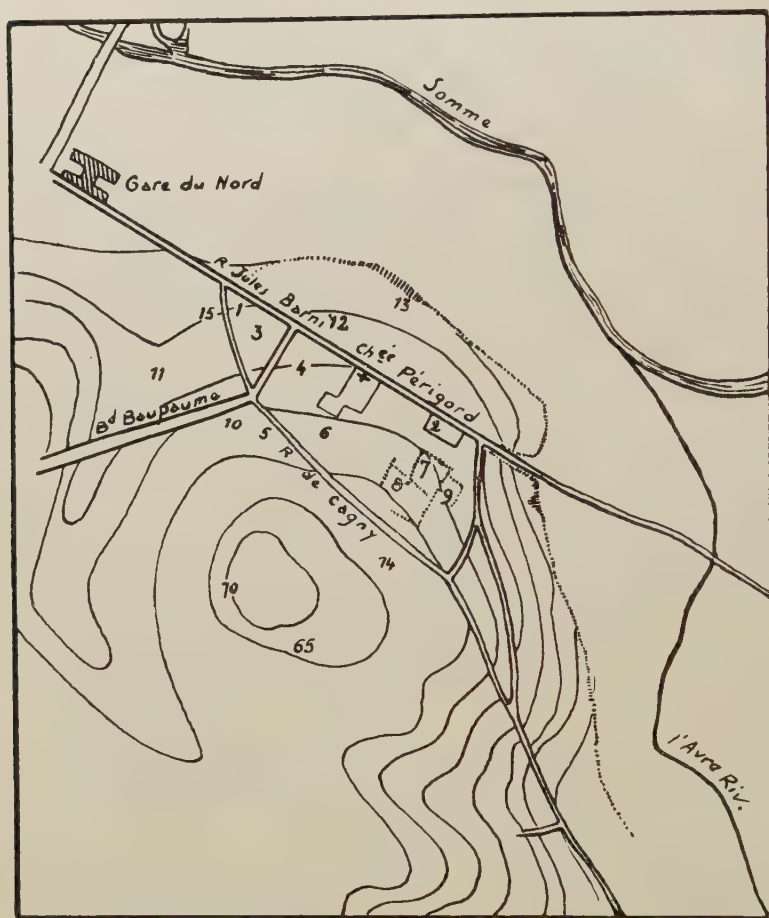 Somme
Gare du Nord
R Jules Barni
12
13
15
1
3
Chée Périgord
11
4
+
Bd Baupaume
10
5
6
2
R de Cagny
7
8
9
14
70
65
l'Avre Riv.